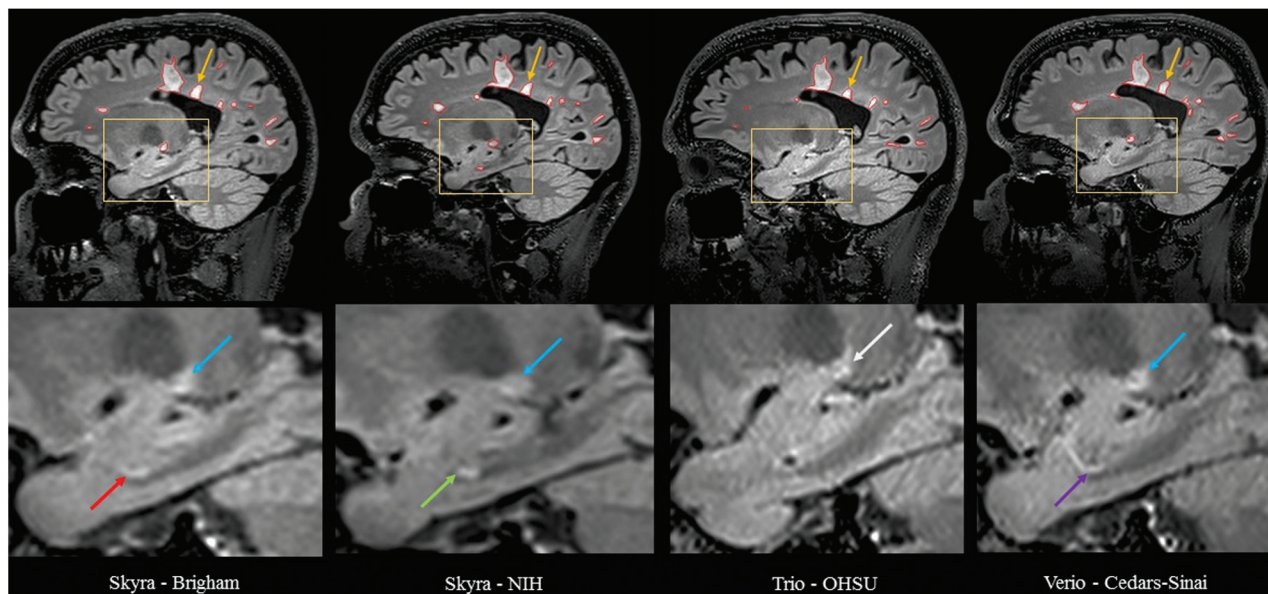 Skyra - Brigham
Skyra - NIH
Trio - OHSU
Verio - Cedars-Sinai